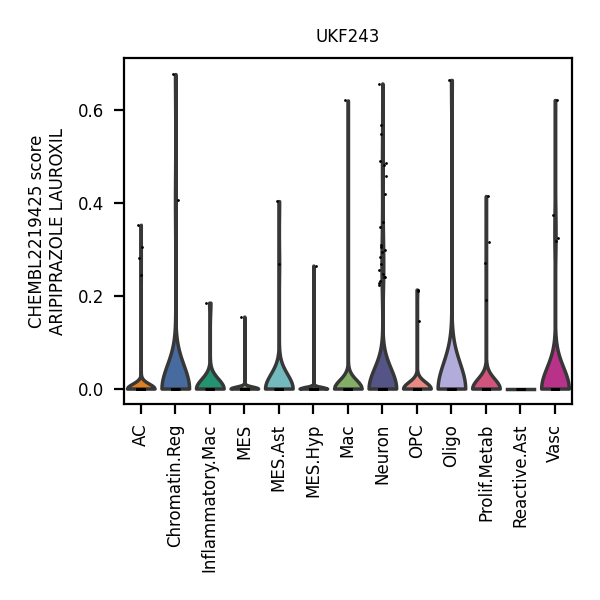 UKF243
CHEMBL2219425 score
ARIPIPRAZOLE LAUROXIL
0.6
0.4
0.2
0.0
AC
Chromatin.Reg
Inflammatory.Mac
MES
MES.Ast
MES.Hyp
Mac
Neuron
OPC
Oligo
Prolif.Metab
Reactive.Ast
Vasc